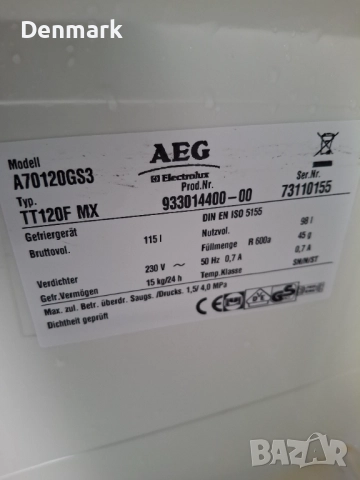 Denmark
Modell
A70120GS3
AEG
Typ.
TT120F MX
Electrolux
Prod.Nr.
933014400-00
Ser.Nr.
73110155
Gefriergerät
DIN EN ISO 5155
Bruttovol. 115 l Nutzvol. 98 l
Füllmenge R 600a 45 g
Verdichter 230 V ~ 50 Hz 0,7 A 0,7 A
Gefr.Vermögen 15 kg/24 h Temp.Klasse SN/N/ST
Max. zul. Betr. überdr. Saugs. /Drucks. 1,5/ 4,0 MPa
Dichtheit geprüft
CE
GS
BAZAR